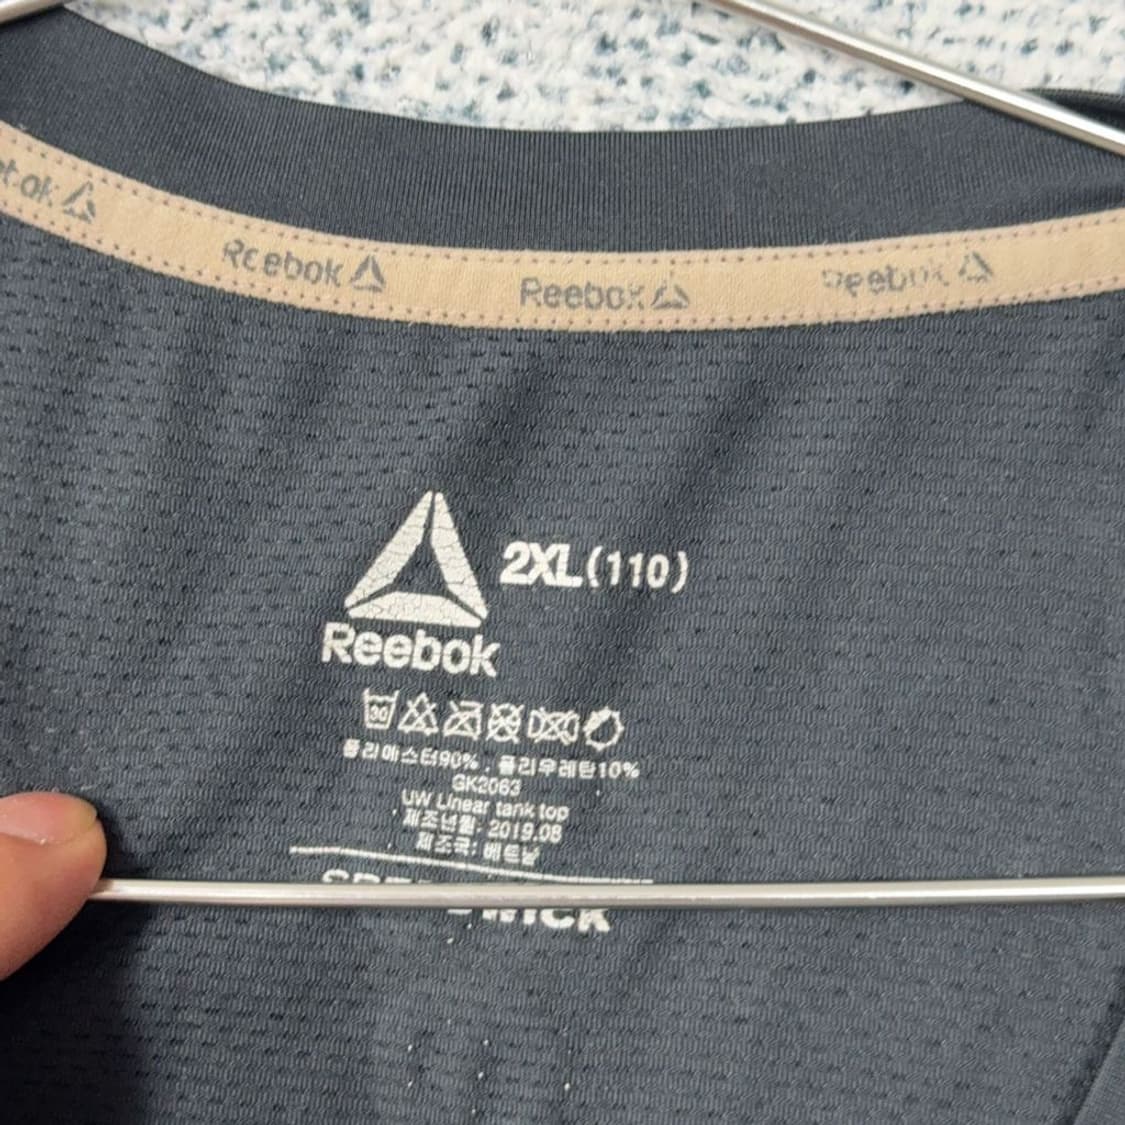 Reebok
Reebok
Reebok
2XL(110)
Reebok
30
폴리에스터90% . 폴리우레탄10%
GK2063
UW Linear tank top
제조년월: 2019.08
제조국: 베트남